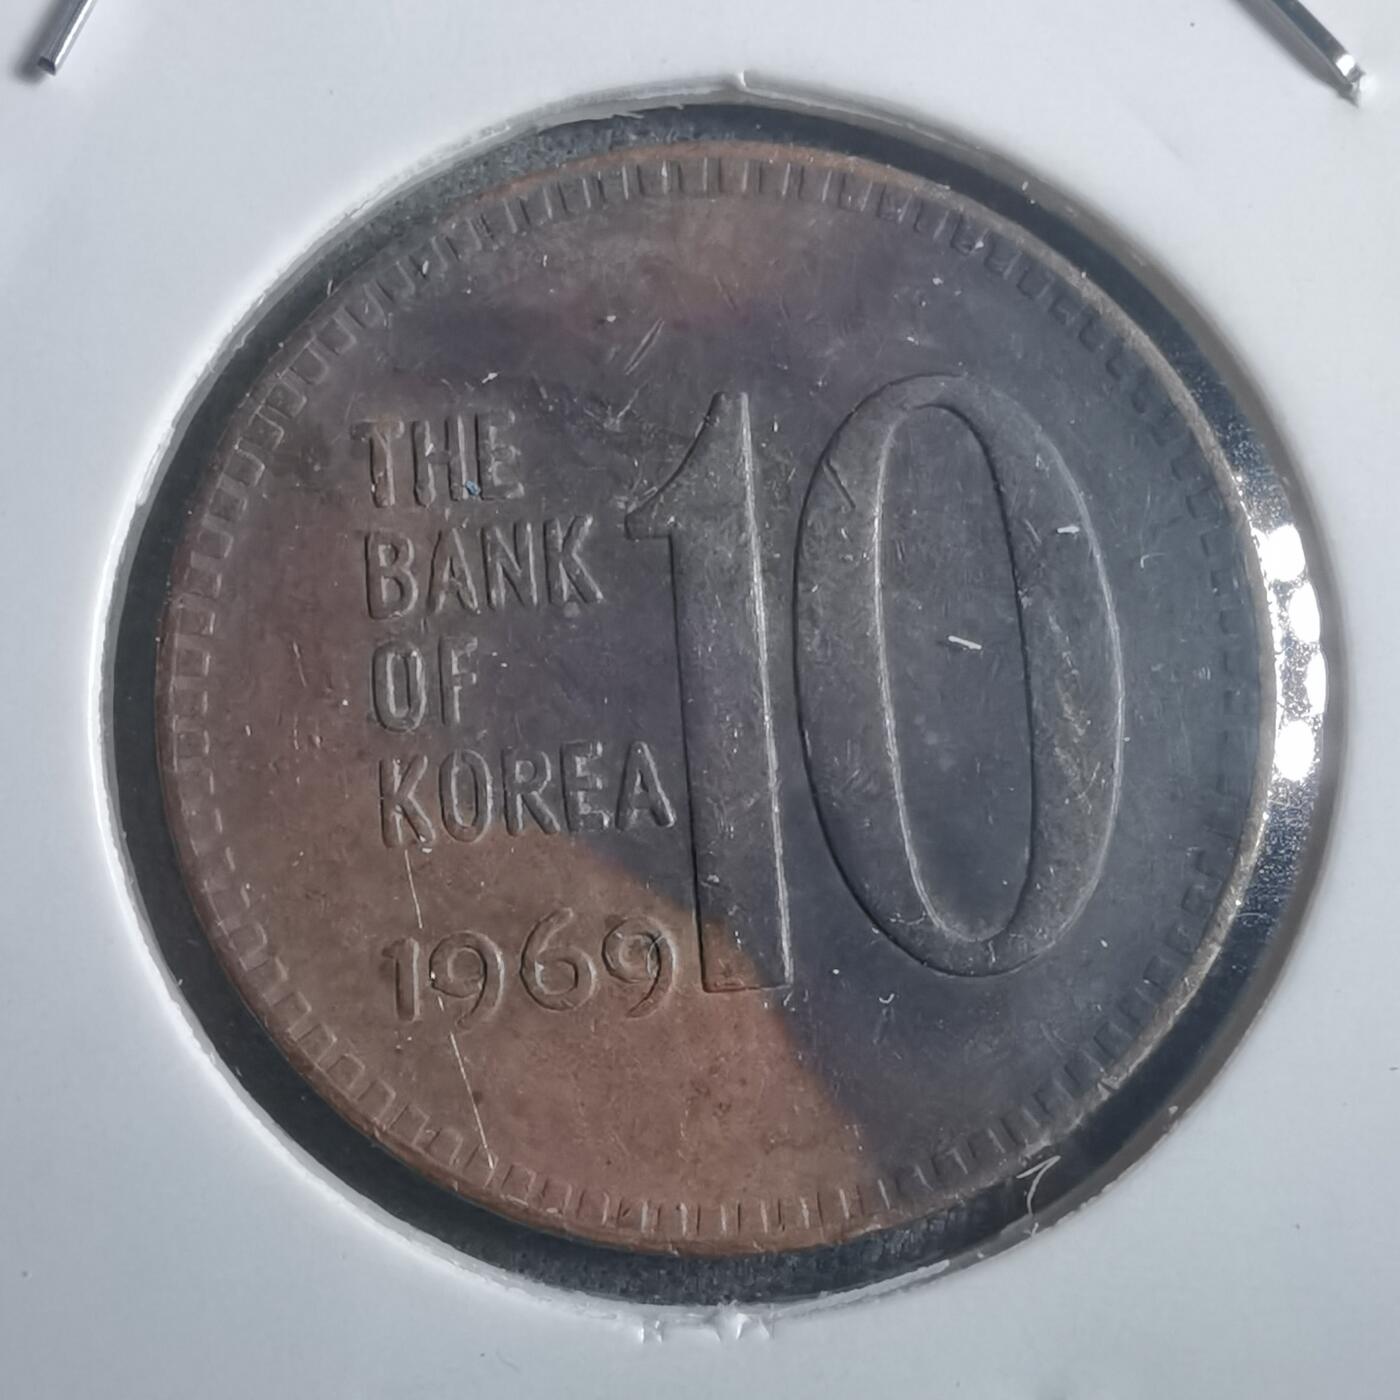 THE
BANK
OF
KOREA
1969
10